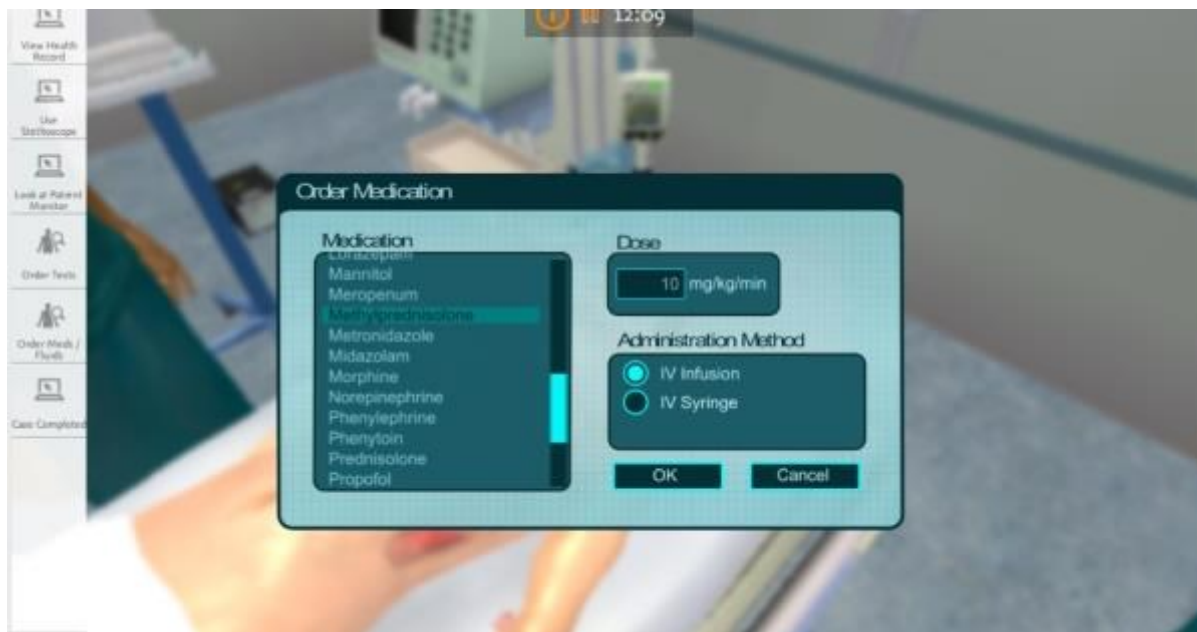 12:09
View Health
Record
Use
Stethoscope
Look at Patient
Monitor
Order Tests
Order Meds /
Fluids
Case Completed
Order Medication
Medication
Lorazepam
Mannitol
Meropenum
Methylprednisolone
Metronidazole
Midazolam
Morphine
Norepinephrine
Phenylephrine
Phenytoin
Prednisolone
Propofol
Dose
10 mg/kg/min
Administration Method
IV Infusion
IV Syringe
OK
Cancel